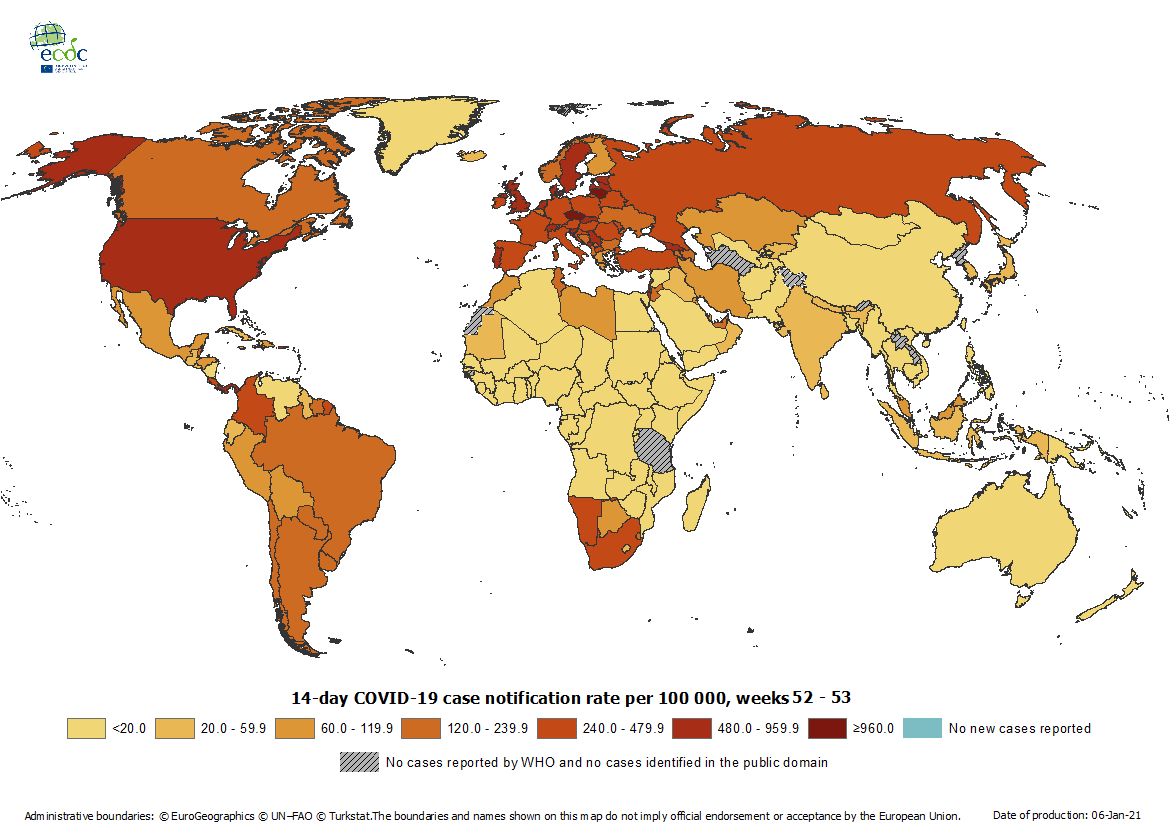 ecdc
14-day COVID-19 case notification rate per 100 000, weeks 52 - 53
<20.0 20.0 - 59.9 60.0 - 119.9 120.0 - 239.9 240.0 - 479.9 480.0 - 959.9 ≥960.0 No new cases reported
No cases reported by WHO and no cases identified in the public domain
Administrative boundaries: © EuroGeographics © UN–FAO © Turkstat.The boundaries and names shown on this map do not imply official endorsement or acceptance by the European Union. Date of production: 06-Jan-21